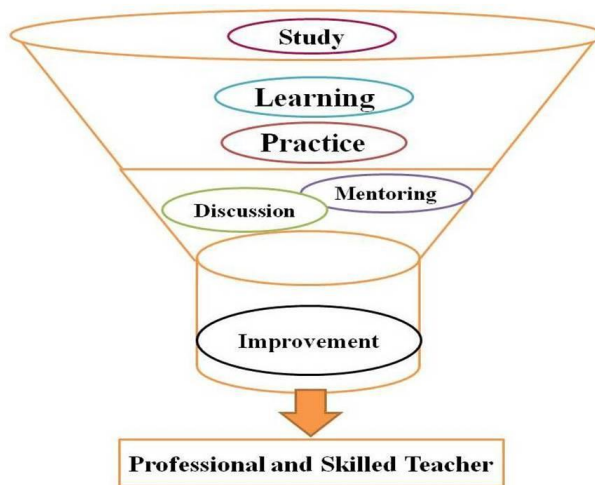 Study
Learning
Practice
Mentoring
Discussion
Improvement
Professional and Skilled Teacher